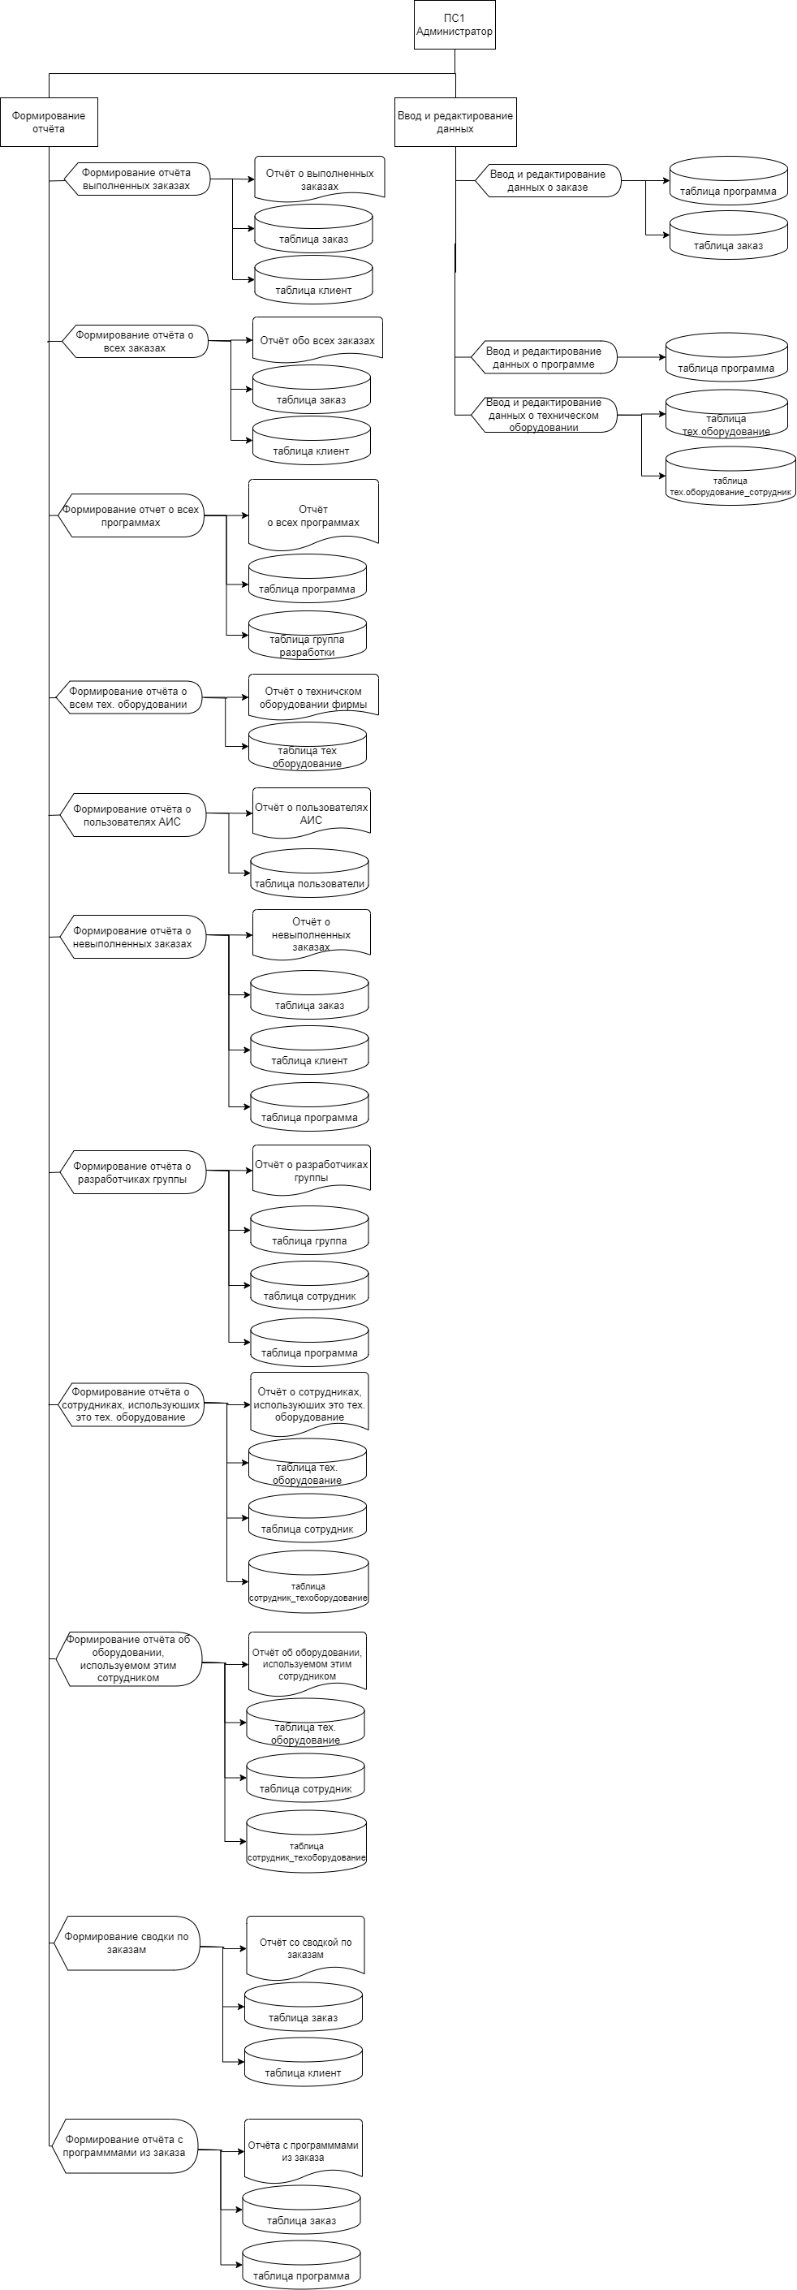 ПС1
Администратор
Формирование
отчёта
Ввод и редактирование
данных
Формирование отчёта
выполненных заказах
Отчёт о выполненных
заказах
таблица заказ
таблица клиент
Ввод и редактирование
данных о заказе
таблица программа
таблица заказ
Формирование отчёта о
всех заказах
Отчёт обо всех заказах
таблица заказ
таблица клиент
Ввод и редактирование
данных о программе
таблица программа
Ввод и редактирование
данных о техническом
оборудовании
таблица
тех.оборудование
таблица
тех.оборудование_сотрудник
Формирование отчет о всех
программах
Отчёт
о всех программах
таблица программа
таблица группа
разработки
Формирование отчёта о
всем тех. оборудовании
Отчёт о техничском
оборудовании фирмы
таблица тех
оборудование
Формирование отчёта о
пользователях АИС
Отчёт о пользователях
АИС
таблица пользователи
Формирование отчёта о
невыполненных заказах
Отчёт о
невыполненных
заказах
таблица заказ
таблица клиент
таблица программа
Формирование отчёта о
разработчиках группы
Отчёт о разработчиках
группы
таблица группа
таблица сотрудник
таблица программа
Формирование отчёта о
сотрудниках, использующих
это тех. оборудование
Отчёт о сотрудниках,
использующих это тех.
оборудование
таблица тех.
оборудование
таблица сотрудник
таблица
сотрудник_техоборудование
Формирование отчёта об
оборудовании,
используемом этим
сотрудником
Отчёт об оборудовании,
используемом этим
сотрудником
таблица тех.
оборудование
таблица сотрудник
таблица
сотрудник_техоборудование
Формирование сводки по
заказам
Отчёт со сводкой по
заказам
таблица заказ
таблица клиент
Формирование отчёта с
программмами из заказа
Отчёта с программмами
из заказа
таблица заказ
таблица программа